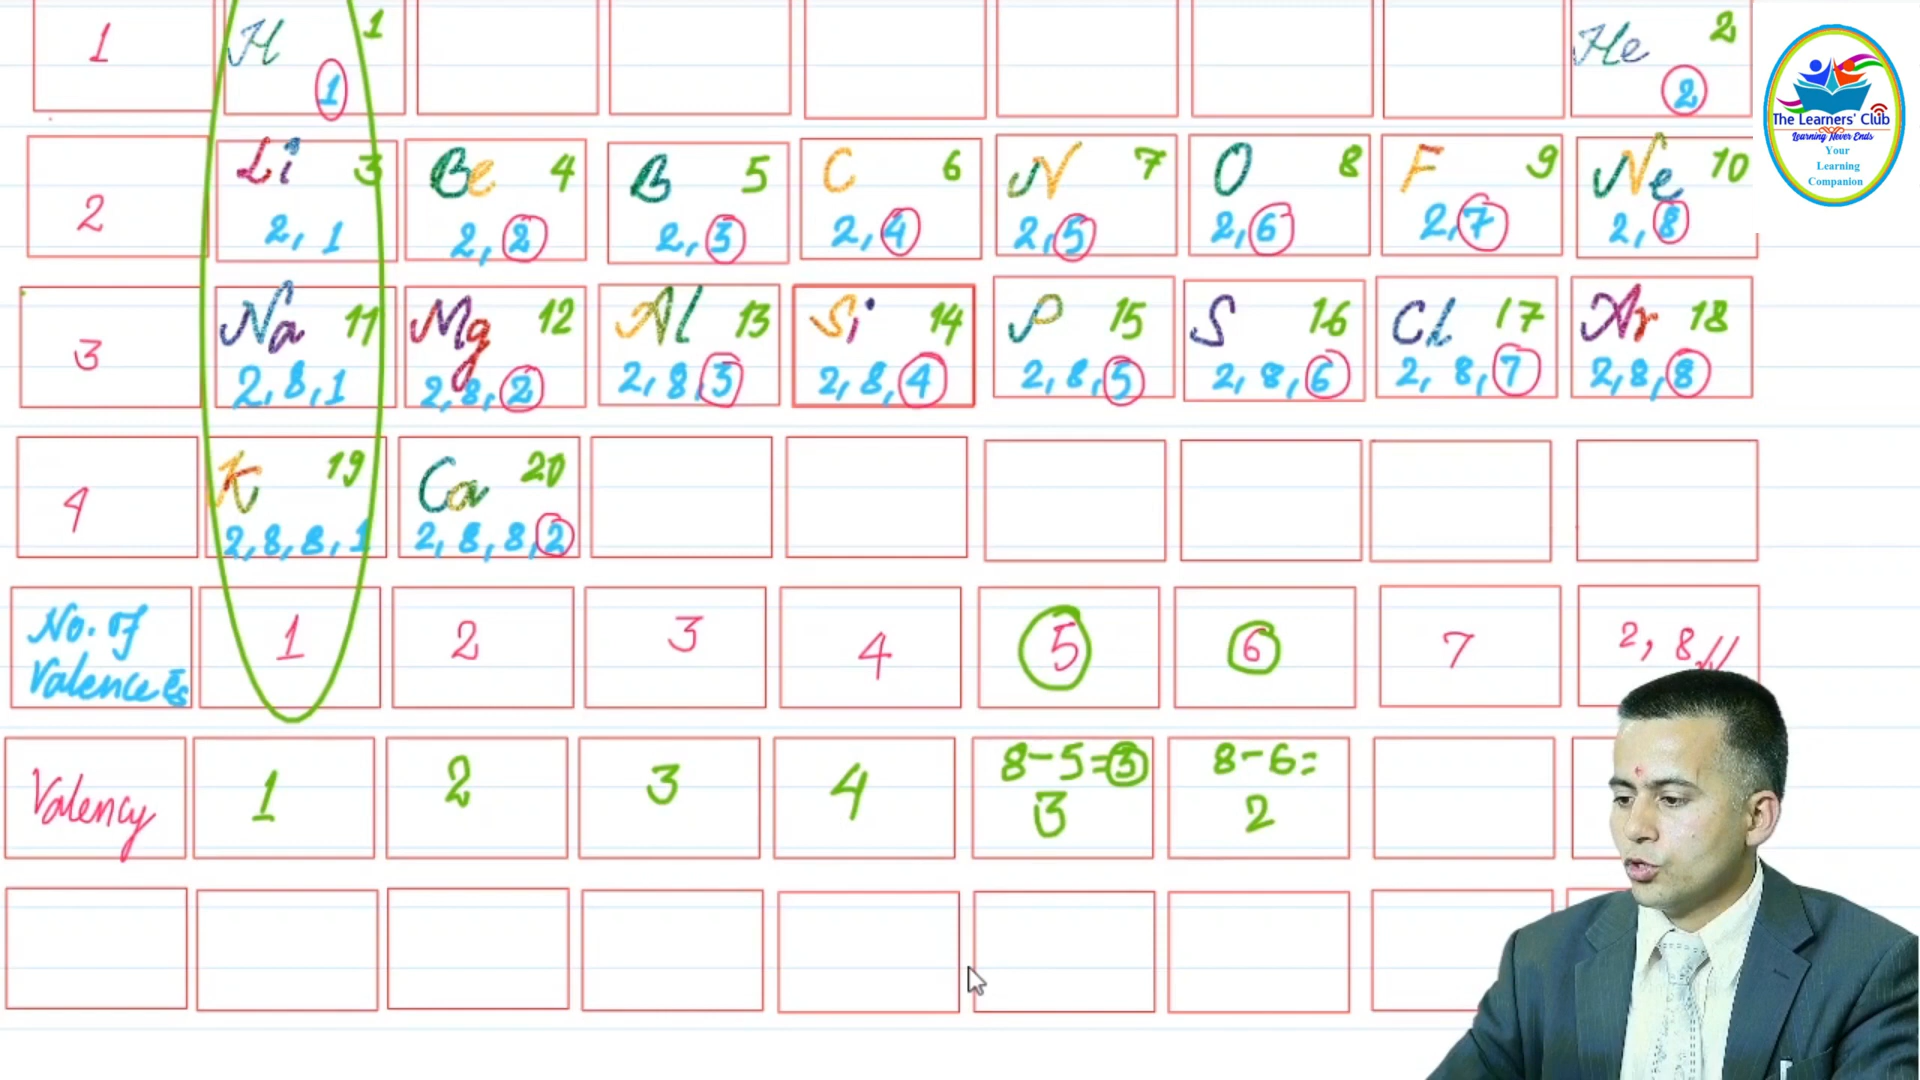 1 H 1 He 2
1 2
The Learners' Club
Learning Never Ends
Your
Learning
Companion
2 Li 3 Be 4 B 5 C 6 N 7 O 8 F 9 Ne 10
2, 1 2, 2 2, 3 2, 4 2, 5 2, 6 2, 7 2, 8
3 Na 11 Mg 12 Al 13 Si 14 P 15 S 16 Cl 17 Ar 18
2, 8, 1 2, 8, 2 2, 8, 3 2, 8, 4 2, 8, 5 2, 8, 6 2, 8, 7 2, 8, 8
4 K 19 Ca 20
2, 8, 8, 1 2, 8, 8, 2
No. of
Valence ēs 1 2 3 4 5 6 7 2, 8
Valency 1 2 3 4 8-5=3 8-6=
3 2